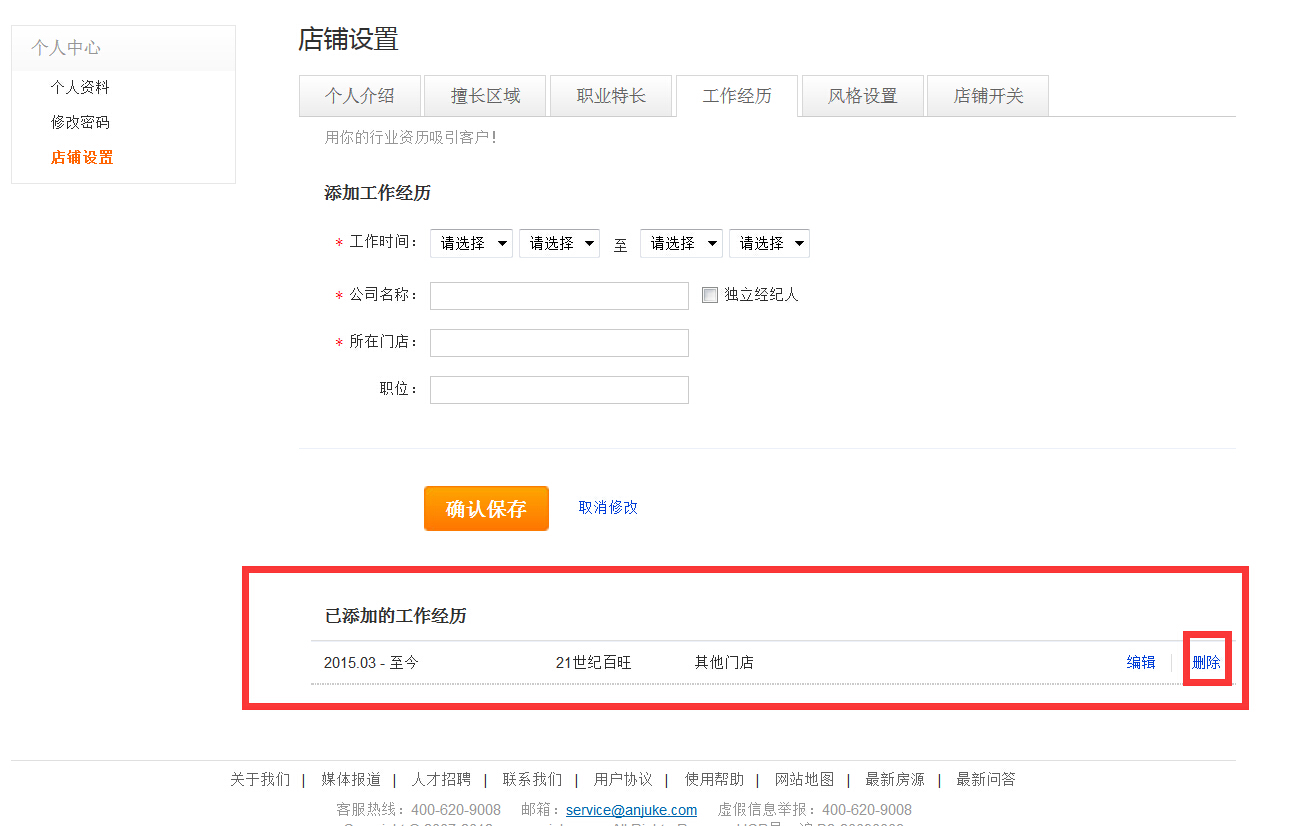 个人中心
个人资料
修改密码
店铺设置
店铺设置
个人介绍 擅长区域 职业特长 工作经历 风格设置 店铺开关
用你的行业资历吸引客户!
添加工作经历
* 工作时间： 请选择 请选择 至 请选择 请选择
* 公司名称： 独立经纪人
* 所在门店：
职位：
确认保存 取消修改
已添加的工作经历
2015.03 - 至今 21世纪百旺 其他门店 编辑 删除
关于我们 | 媒体报道 | 人才招聘 | 联系我们 | 用户协议 | 使用帮助 | 网站地图 | 最新房源 | 最新问答
客服热线：400-620-9008 邮箱：service@anjuke.com 虚假信息举报：400-620-9008